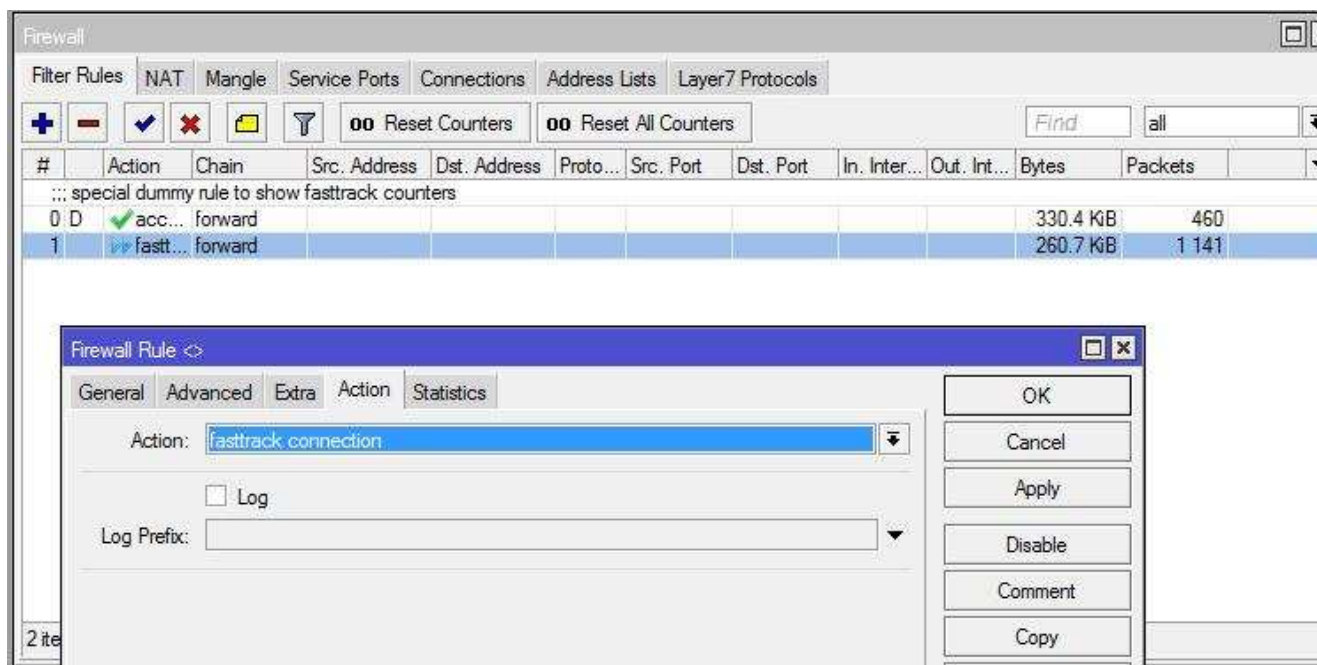 Firewall
Filter Rules NAT Mangle Service Ports Connections Address Lists Layer7 Protocols
00 Reset Counters 00 Reset All Counters Find all
# Action Chain Src. Address Dst. Address Proto... Src. Port Dst. Port In. Inter... Out. Int... Bytes Packets
;;; special dummy rule to show fasttrack counters
0 D acc... forward 330.4 KiB 460
1 fastt... forward 260.7 KiB 1 141
Firewall Rule <>
General Advanced Extra Action Statistics
OK
Action: fasttrack connection
Cancel
Log
Apply
Log Prefix:
Disable
Comment
2 ite
Copy